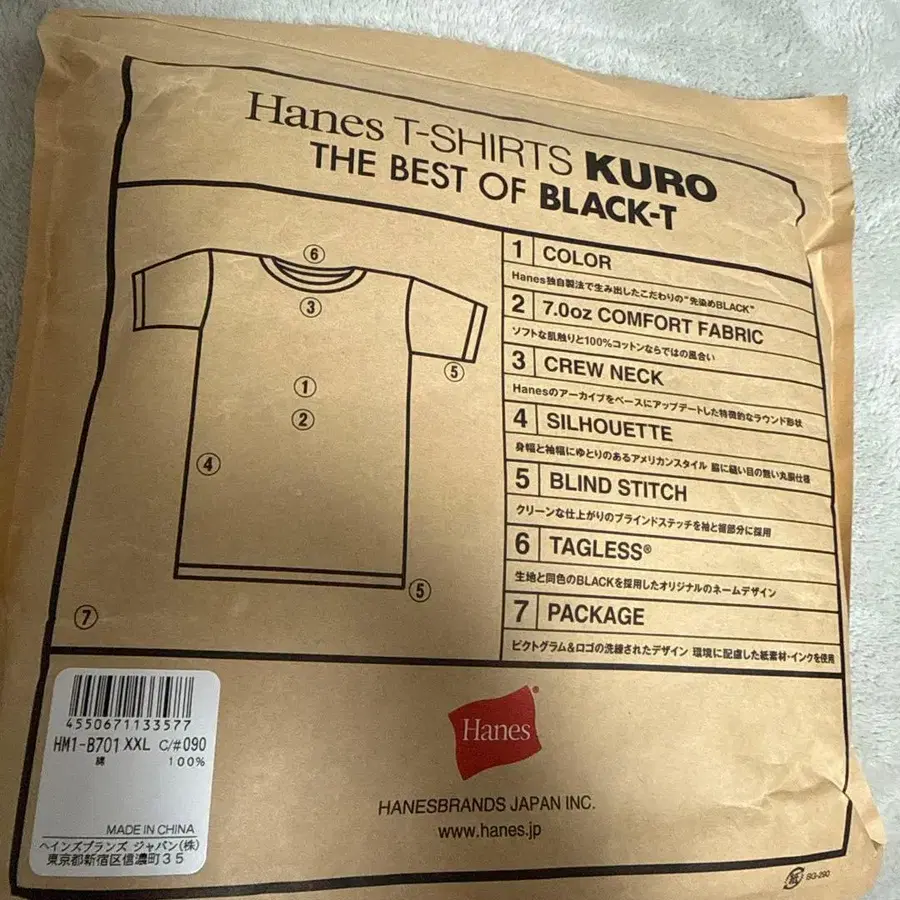 Hanes T-SHIRTS KURO
THE BEST OF BLACK-T
⑥
③
①
②
④
⑤
⑤
⑦
1 COLOR
Hanes独自製法で生み出したこだわりの"先染めBLACK"
2 7.0oz COMFORT FABRIC
ソフトな肌触りと100%コットンならではの風合い
3 CREW NECK
Hanesのアーカイブをベースにアップデートした特徴的なラウンド形状
4 SILHOUETTE
身幅と袖幅にゆとりのあるアメリカンスタイル 脇に縫い目の無い丸胴仕様
5 BLIND STITCH
クリーンな仕上がりのブラインドステッチを袖と裾部分に採用
6 TAGLESS®
生地と同色のBLACKを採用したオリジナルのネームデザイン
7 PACKAGE
ピクトグラム&ロゴの洗練されたデザイン 環境に配慮した紙素材・インクを使用
4550671133577
HM1-B701 XXL C/#090
綿 100%
MADE IN CHINA
ヘインズブランズ ジャパン(株)
東京都新宿区信濃町35
Hanes®
HANESBRANDS JAPAN INC.
www.hanes.jp
紙 BG-290